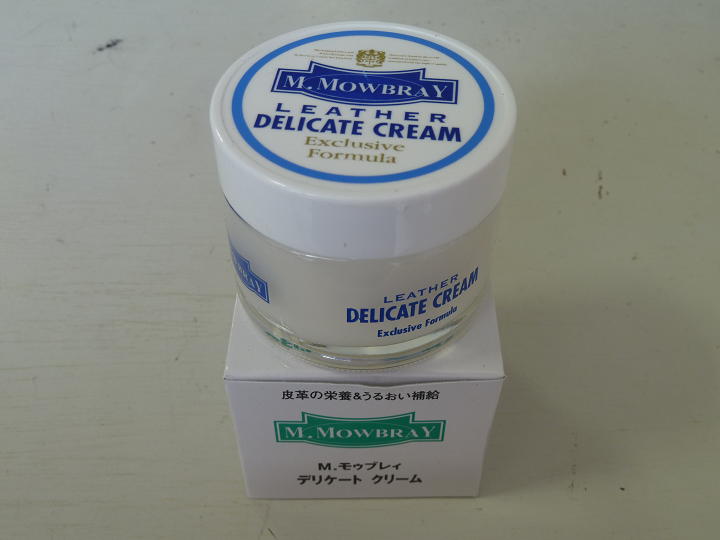 M. MOWBRAY
LEATHER
DELICATE CREAM
Exclusive
Formula
LEATHER
DELICATE CREAM
Exclusive Formula
皮革の栄養&うるおい補給
M. MOWBRAY
M.モゥブレィ
デリケート クリーム